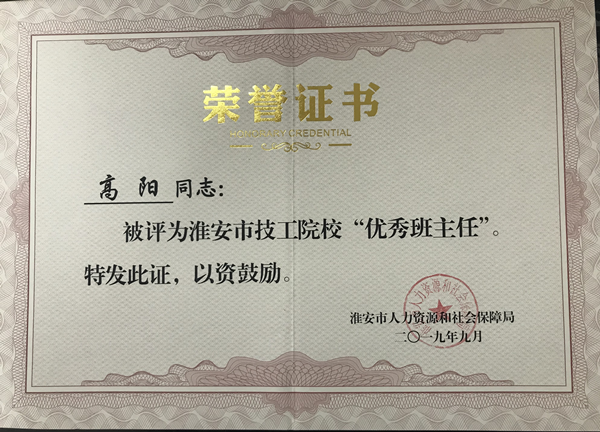 荣誉证书
HONORARY CREDENTIAL
高 阳 同志：
被评为淮安市技工院校“优秀班主任”。
特发此证，以资鼓励。
淮安市人力资源和社会保障局
二〇一九年九月